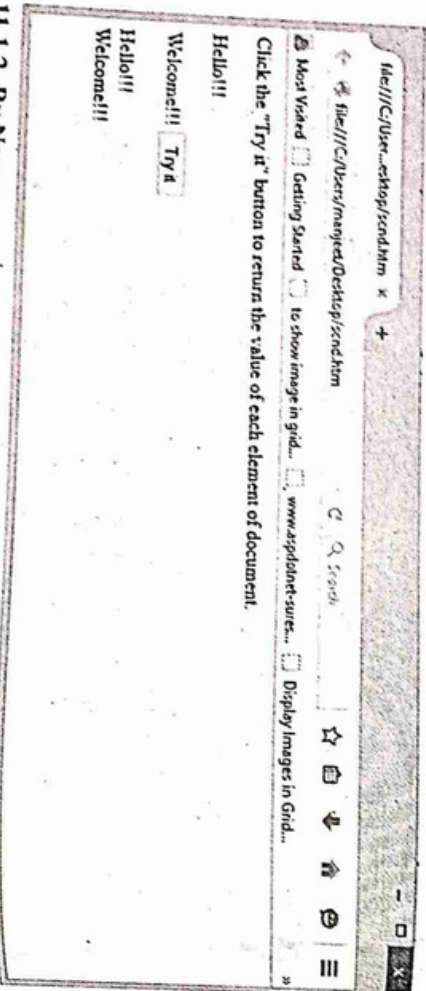 file:///C:/User...esktop/scnd.htm × +
file:///C:/Users/manjeet/Desktop/scnd.htm
Search
Most Visited Getting Started to show image in grid... www.aspdotnet-sures... Display Images in Grid... »
Click the "Try it" button to return the value of each element of document.
Hello!!!
Welcome!!! Try it
Hello!!!
Welcome!!!